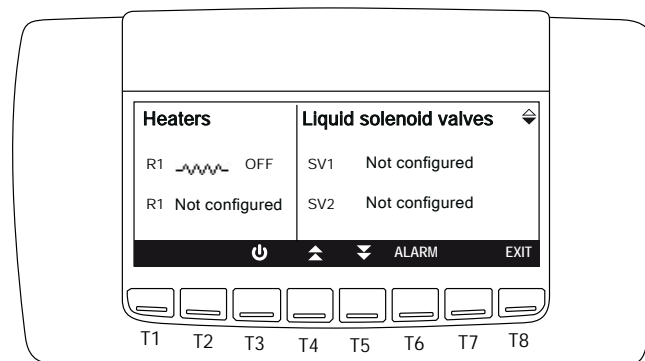 Heaters
R1 OFF
R1 Not configured
Liquid solenoid valves
SV1 Not configured
SV2 Not configured
ALARM EXIT
T1 T2 T3 T4 T5 T6 T7 T8